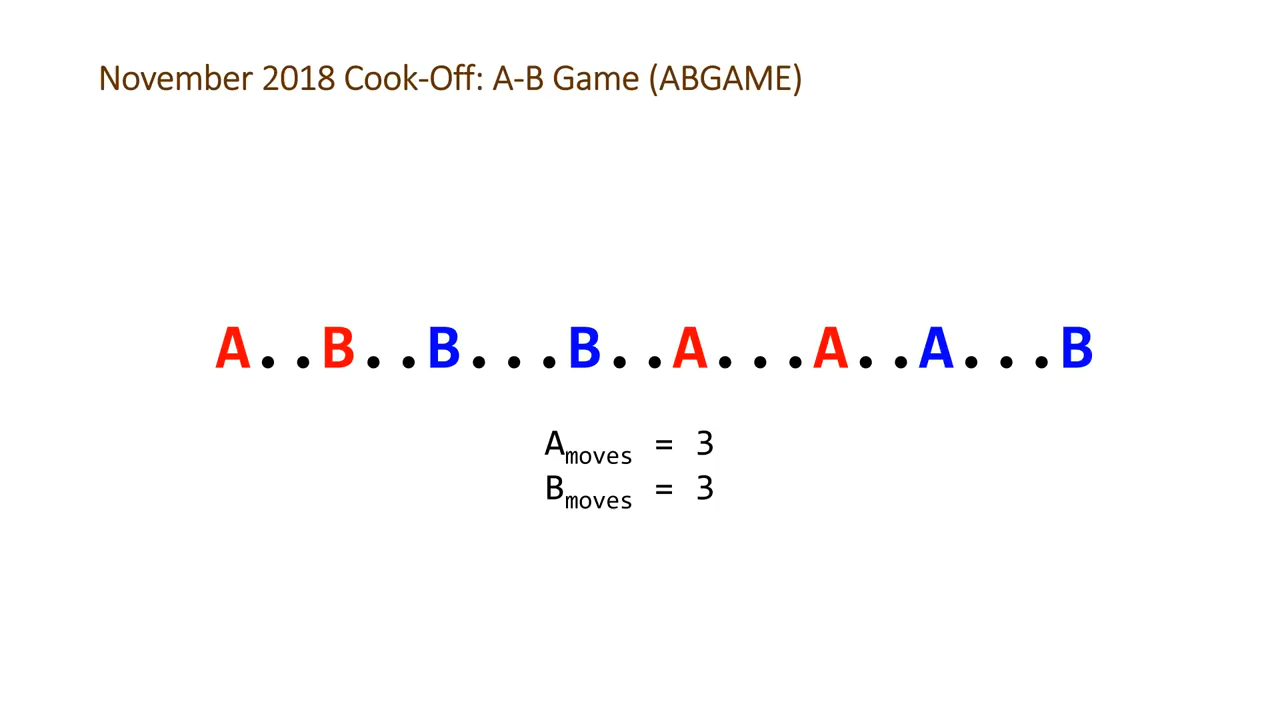 November 2018 Cook-Off: A-B Game (ABGAME)
A..B..B...B..A...A..A...B
Amoves = 3
Bmoves = 3